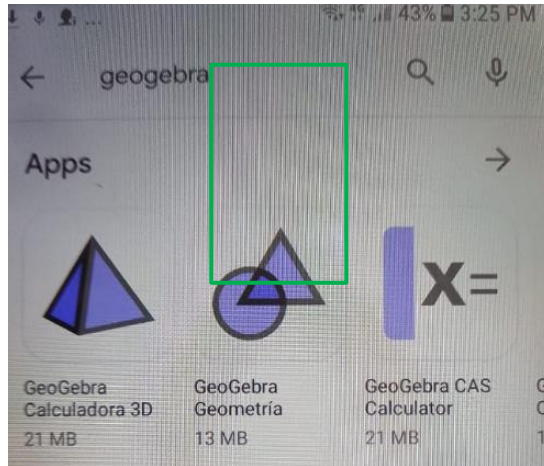 ... 43% 3:25 PM
geogebra
Apps
X=
GeoGebra
Calculadora 3D
21 MB
GeoGebra
Geometría
13 MB
GeoGebra CAS
Calculator
21 MB